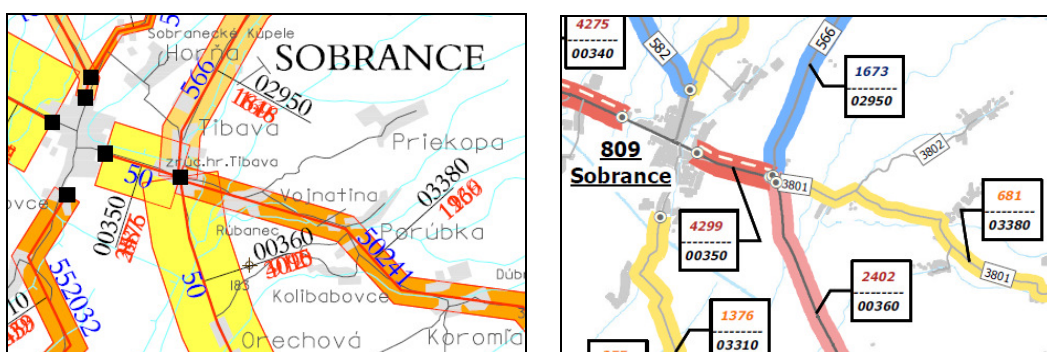 Sobranecké Kúpele
Horňa
SOBRANCE
566
02950
Tibava
Priekopa
zrúc.hr.Tibava
50
Vojnatina
03380
00350
Rúbanec
00360
Porúbka
50241
183
50
Kolibabovce
552032
Orechová
Koromľa
4275
00340
582
566
1673
02950
809
Sobrance
3801
3802
681
03380
4299
00350
3801
2402
00360
1376
03310